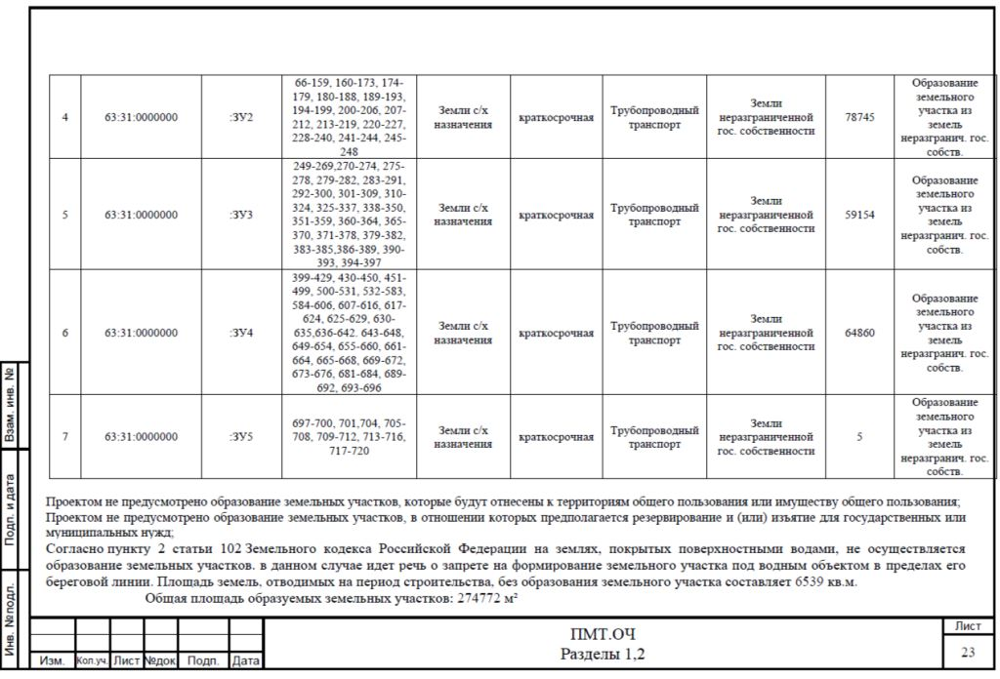 66-159, 160-173, 174-
179, 180-188, 189-193,
194-199, 200-206, 207-
212, 213-219, 220-227,
228-240, 241-244, 245-
248
4
63:31:0000000
:ЗУ2
Земли с/х
назначения
краткосрочная
Трубопроводный
транспорт
Земли
неразграниченной
гос. собственности
78745
Образование
земельного
участка из
земель
неразгранич. гос.
собств.
5
63:31:0000000
:ЗУ3
249-269,270-274, 275-
278, 279-282, 283-291,
292-300, 301-309, 310-
324, 325-337, 338-350,
351-359, 360-364, 365-
370, 371-378, 379-382,
383-385,386-389, 390-
393, 394-397
Земли с/х
назначения
краткосрочная
Трубопроводный
транспорт
Земли
неразграниченной
гос. собственности
59154
Образование
земельного
участка из
земель
неразгранич. гос.
собств.
6
63:31:0000000
:ЗУ4
399-429, 430-450, 451-
499, 500-531, 532-583,
584-606, 607-616, 617-
624, 625-629, 630-
635,636-642. 643-648,
649-654, 655-660, 661-
664, 665-668, 669-672,
673-676, 681-684, 689-
692, 693-696
Земли с/х
назначения
краткосрочная
Трубопроводный
транспорт
Земли
неразграниченной
гос. собственности
64860
Образование
земельного
участка из
земель
неразгранич. гос.
собств.
7
63:31:0000000
:ЗУ5
697-700, 701,704, 705-
708, 709-712, 713-716,
717-720
Земли с/х
назначения
краткосрочная
Трубопроводный
транспорт
Земли
неразграниченной
гос. собственности
5
Образование
земельного
участка из
земель
неразгранич. гос.
собств.
Проектом не предусмотрено образование земельных участков, которые будут отнесены к территориям общего пользования или имуществу общего пользования;
Проектом не предусмотрено образование земельных участков, в отношении которых предполагается резервирование и (или) изъятие для государственных или
муниципальных нужд;
Согласно пункту 2 статьи 102 Земельного кодекса Российской Федерации на землях, покрытых поверхностными водами, не осуществляется
образование земельных участков. в данном случае идет речь о запрете на формирование земельного участка под водным объектом в пределах его
береговой линии. Площадь земель, отводимых на период строительства, без образования земельного участка составляет 6539 кв.м.
Общая площадь образуемых земельных участков: 274772 м²
Взам. инв. №
Подп. и дата
Инв. №подл.
Изм.
Кол.уч.
Лист
№док
Подп.
Дата
ПМТ.ОЧ
Разделы 1,2
Лист
23